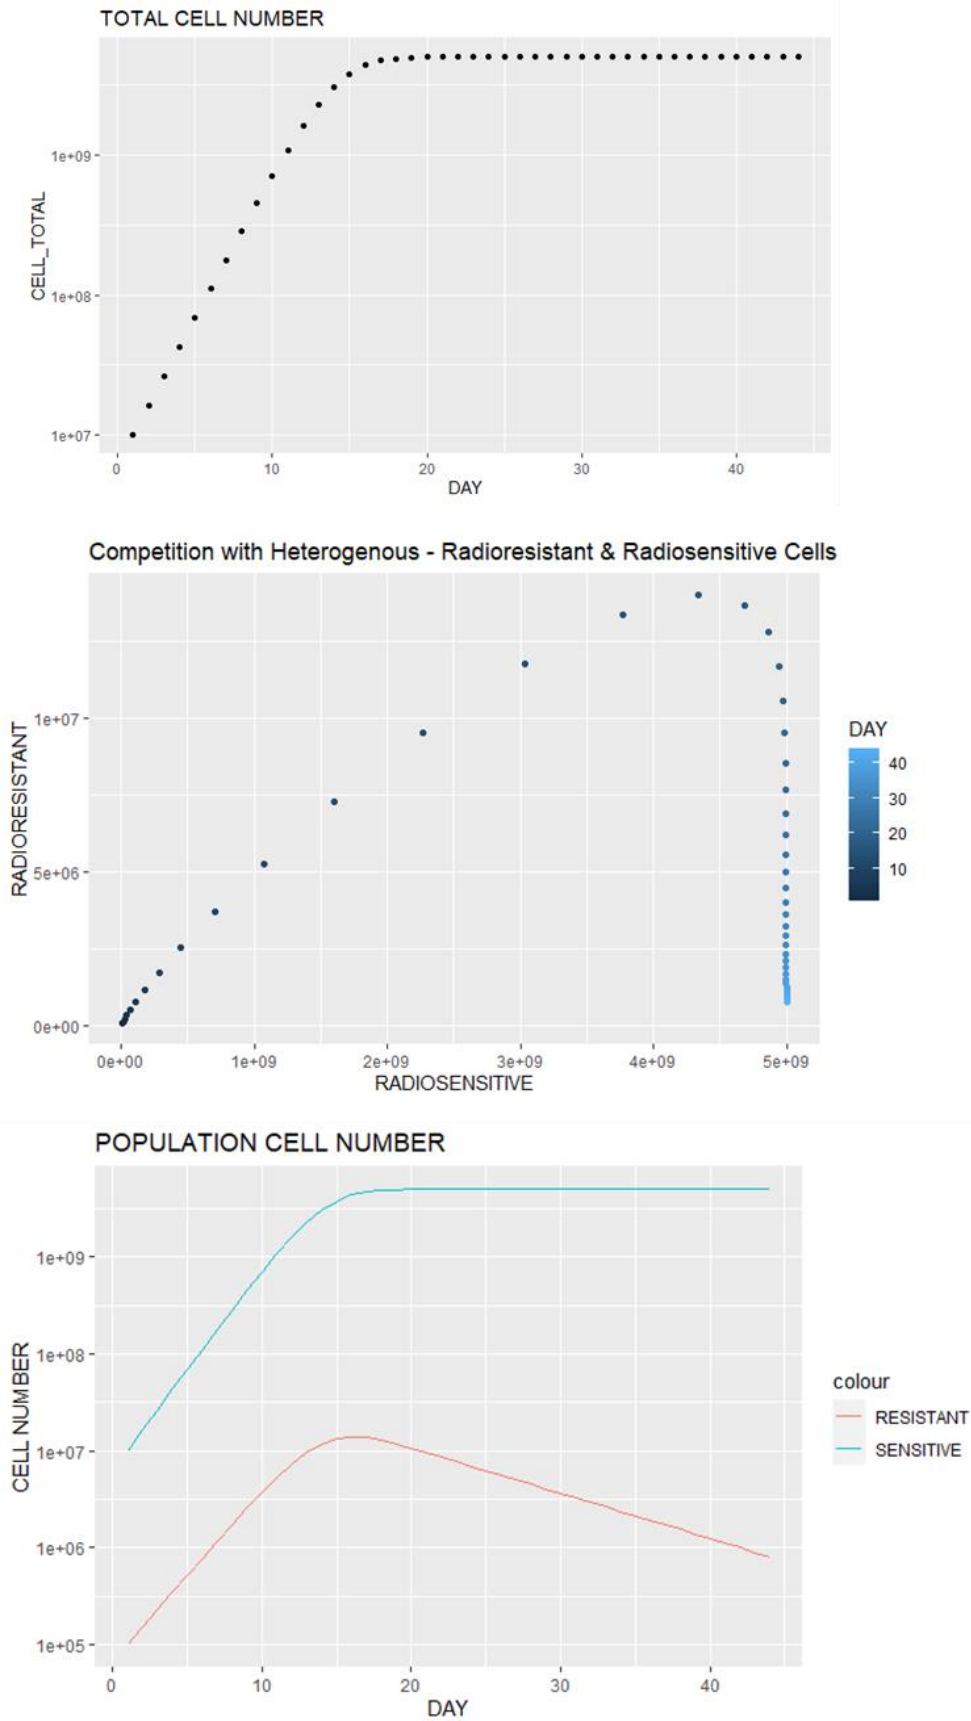 TOTAL CELL NUMBER
CELL_TOTAL
1e+09
1e+08
1e+07
0 10 20 30 40
DAY
Competition with Heterogenous - Radioresistant & Radiosensitive Cells
RADIORESISTANT
1e+07
5e+06
0e+00
0e+00 1e+09 2e+09 3e+09 4e+09 5e+09
RADIOSENSITIVE
DAY
40
30
20
10
POPULATION CELL NUMBER
CELL NUMBER
1e+09
1e+08
1e+07
1e+06
1e+05
0 10 20 30 40
DAY
colour
RESISTANT
SENSITIVE